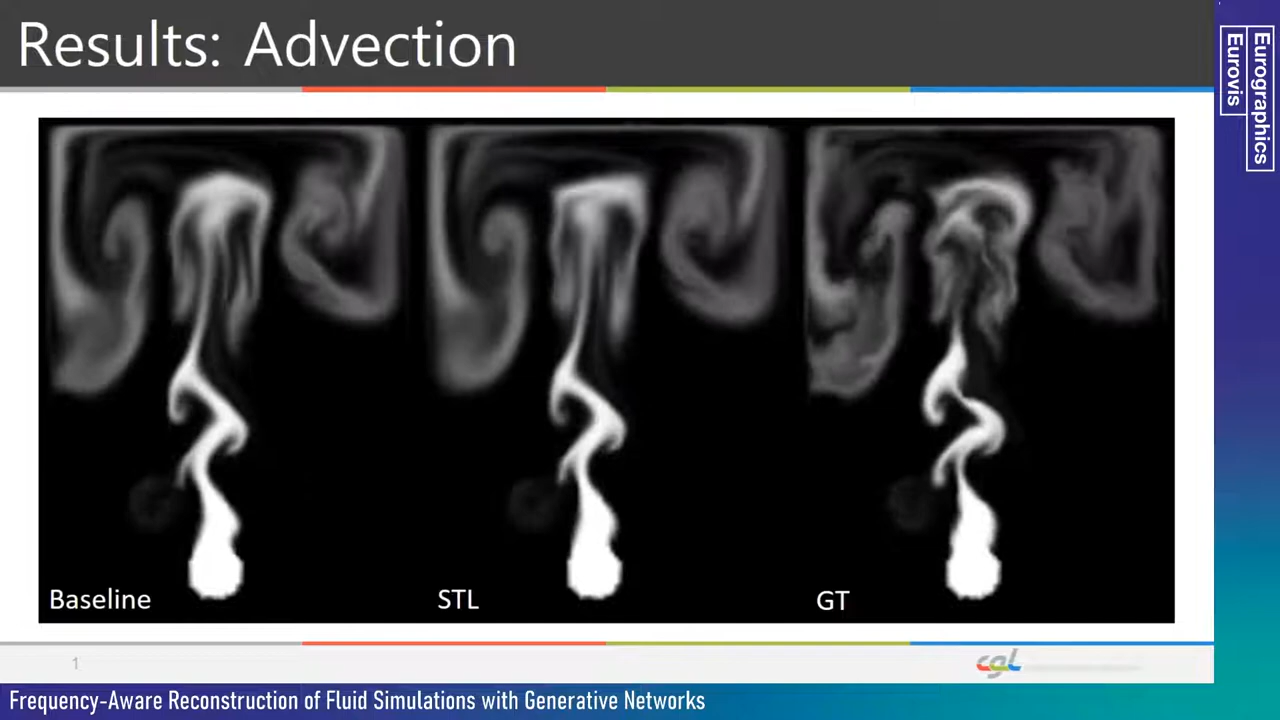 Results: Advection
Eurographics
Eurovis
Baseline
STL
GT
1
cgl
Frequency-Aware Reconstruction of Fluid Simulations with Generative Networks